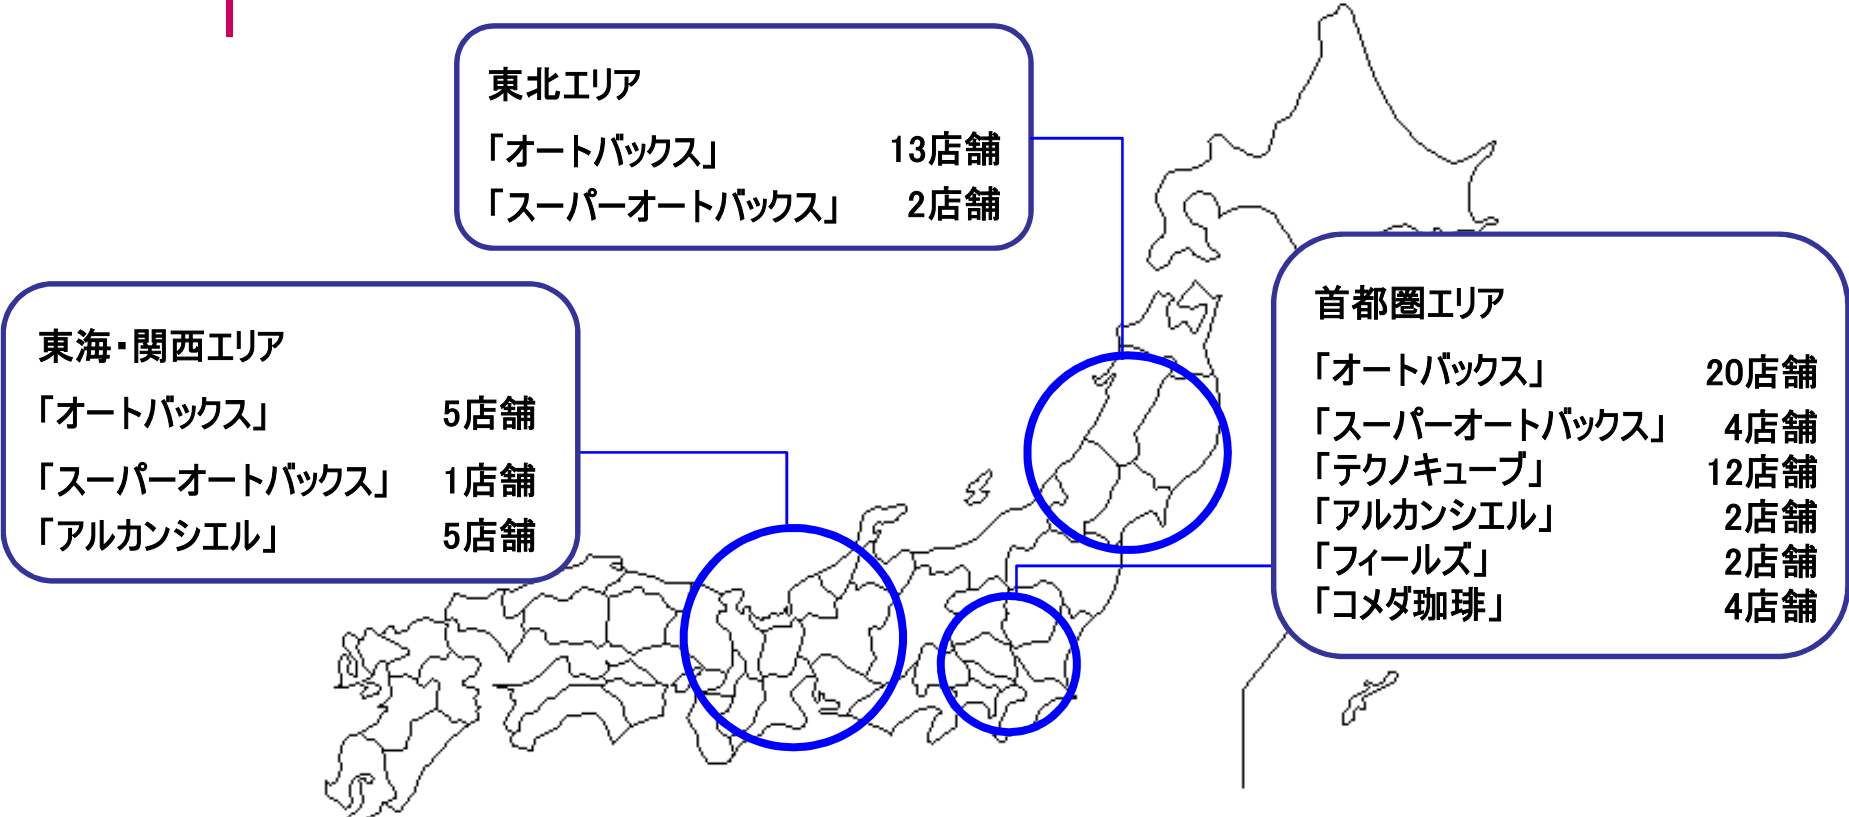 東北エリア
「オートバックス」 13店舗
「スーパーオートバックス」 2店舗
東海・関西エリア
「オートバックス」 5店舗
「スーパーオートバックス」 1店舗
「アルカンシエル」 5店舗
首都圏エリア
「オートバックス」 20店舗
「スーパーオートバックス」 4店舗
「テクノキューブ」 12店舗
「アルカンシエル」 2店舗
「フィールズ」 2店舗
「コメダ珈琲」 4店舗